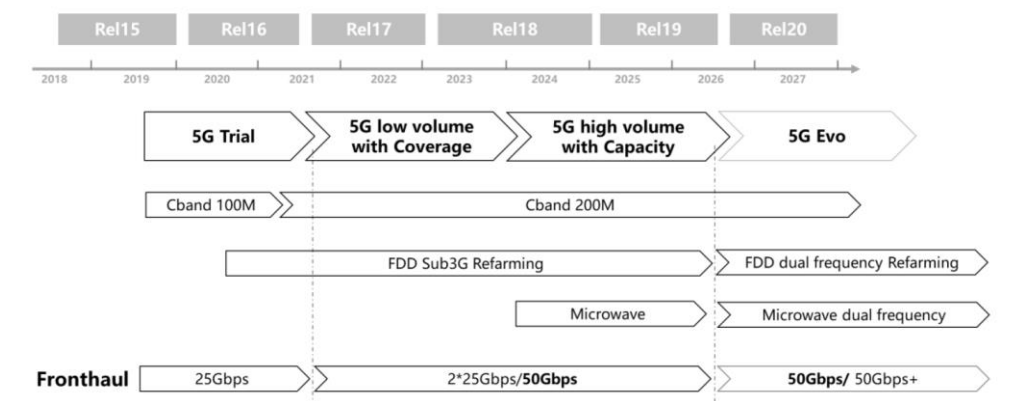 Rel15 Rel16 Rel17 Rel18 Rel19 Rel20
2018 2019 2020 2021 2022 2023 2024 2025 2026 2027
5G Trial
5G low volume
with Coverage
5G high volume
with Capacity
5G Evo
Cband 100M
Cband 200M
FDD Sub3G Refarming
FDD dual frequency Refarming
Microwave
Microwave dual frequency
Fronthaul
25Gbps
2*25Gbps/50Gbps
50Gbps/ 50Gbps+